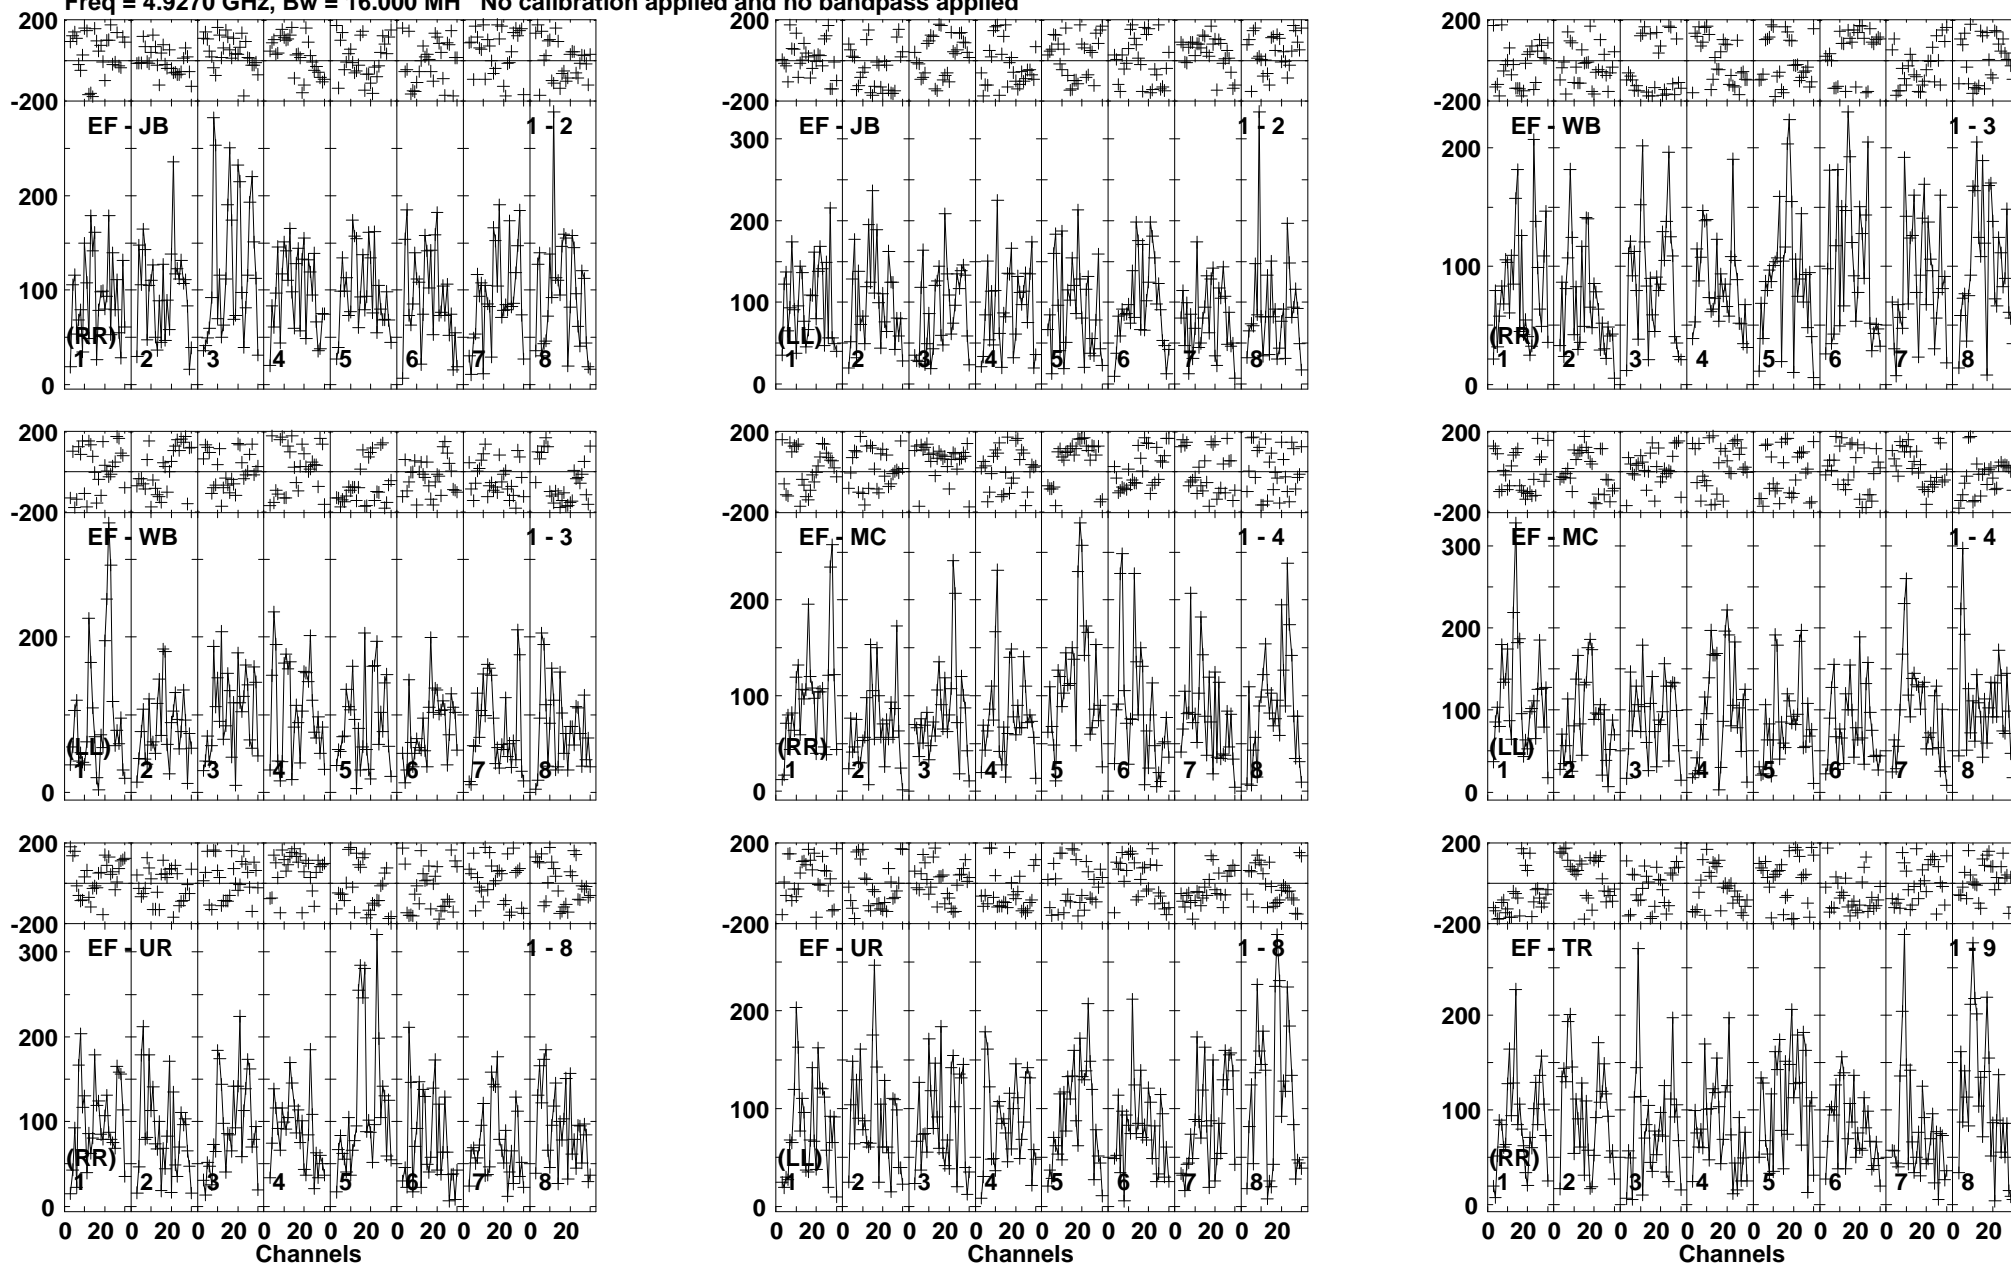 Freq = 4.9270 GHz, Bw = 16.000 MH No calibration applied and no bandpass applied
200 200 200
-200 -200 -200
EF - JB 1 - 2 EF - JB 1 - 2 EF - WB 1 - 3
300
200 200 200
100 100 100
(RR) (LL) (RR)
1 2 3 4 5 6 7 8 1 2 3 4 5 6 7 8 1 2 3 4 5 6 7 8
0 0 0
200 200 200
-200 -200 -200
EF - WB 1 - 3 EF - MC 1 - 4 EF - MC 1 - 4
300
200 200 200
100 100
(LL) (RR) (LL)
1 2 3 4 5 6 7 8 1 2 3 4 5 6 7 8 1 2 3 4 5 6 7 8
0 0 0
200 200 200
-200 -200 -200
EF - UR 1 - 8 EF - UR 1 - 8 EF - TR 1 - 9
300
200 200 200
100 100 100
(RR) (LL) (RR)
1 2 3 4 5 6 7 8 1 2 3 4 5 6 7 8 1 2 3 4 5 6 7 8
0 0 0
0 20 0 20 0 20 0 20 0 20 0 20 0 20 0 20 0 20 0 20 0 20 0 20 0 20 0 20 0 20 0 20 0 20 0 20 0 20 0 20 0 20 0 20 0 20 0 20
Channels Channels Channels